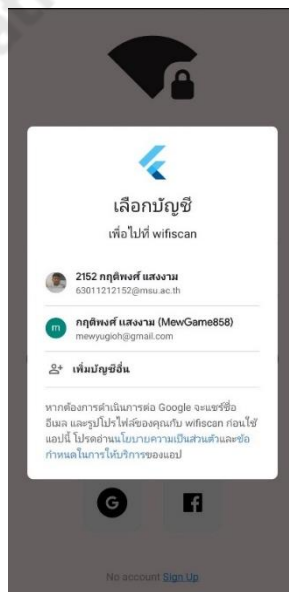 เลือกบัญชี
เพื่อไปที่ wifiscan
2152 กฤติพงศ์ แสงงาม
63011212152@msu.ac.th
m
กฤติพงศ์ แสงงาม (MewGame858)
mewyugioh@gmail.com
เพิ่มบัญชีอื่น
หากต้องการดำเนินการต่อ Google จะแชร์ชื่อ
อีเมล และรูปโปรไฟล์ของคุณกับ wifiscan ก่อนใช้
แอปนี้ โปรดอ่านนโยบายความเป็นส่วนตัวและข้อ
กำหนดในการให้บริการของแอป
G
No account Sign Up